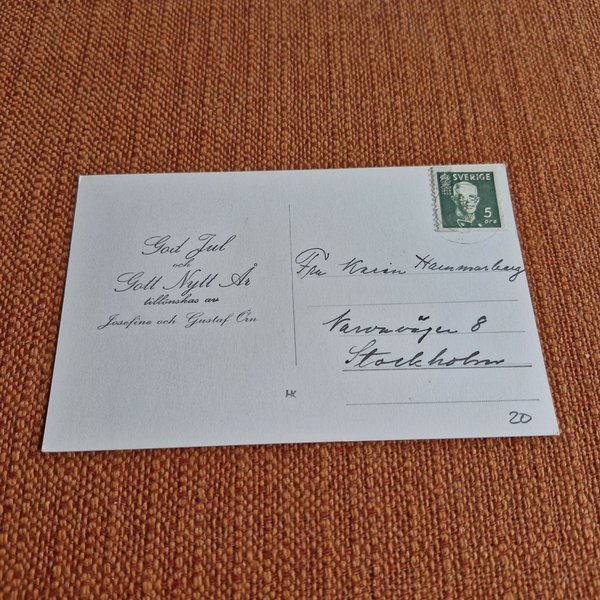 God Jul
och
Gott Nytt År
tillönskas av
Josefine och Gustaf Örn
SVERIGE
5
ÖRE
Fru Karin Hammarberg
Narvavägen 8
Stockholm
HK
20